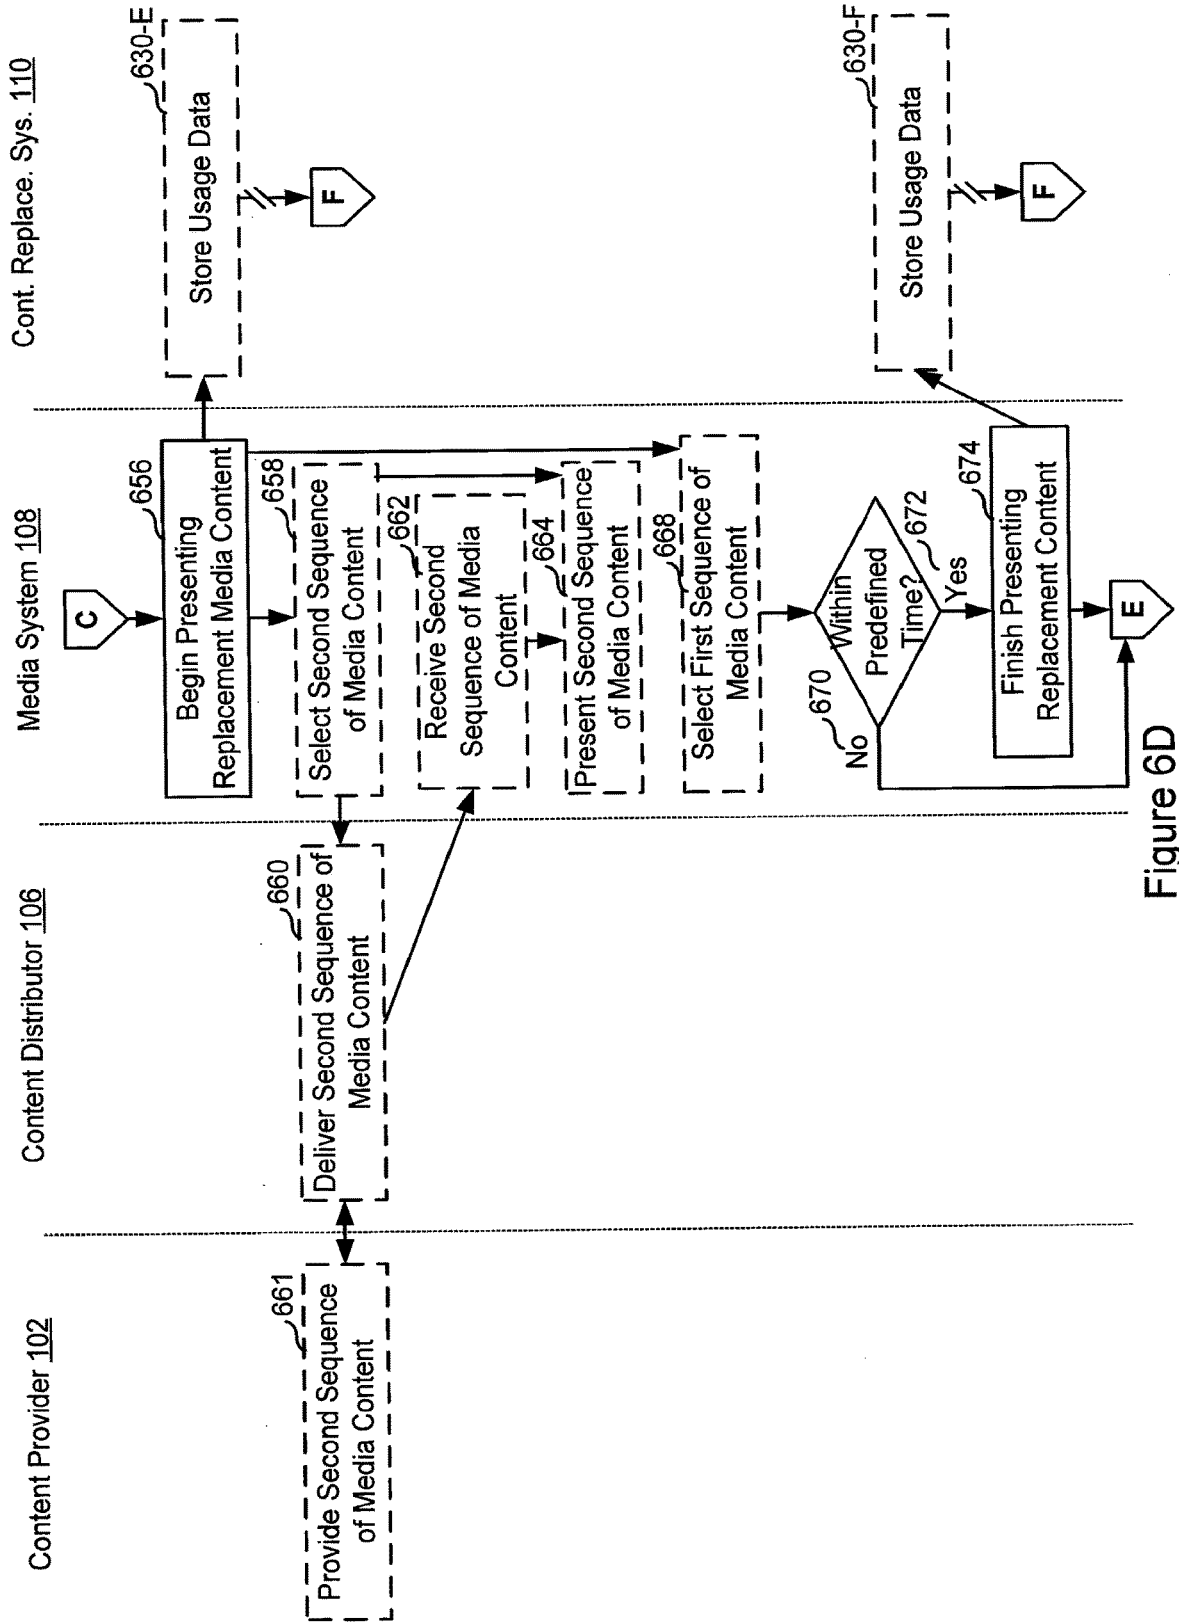 Content Provider 102
Content Distributor 106
Media System 108
Cont. Replace. Sys. 110
C
656
Begin Presenting
Replacement Media Content
630-E
Store Usage Data
F
658
Select Second Sequence
of Media Content
660
Deliver Second Sequence of
Media Content
661
Provide Second Sequence
of Media Content
662
Receive Second
Sequence of Media
Content
664
Present Second Sequence
of Media Content
668
Select First Sequence of
Media Content
Within
Predefined
Time?
670
No
672
Yes
674
Finish Presenting
Replacement Content
630-F
Store Usage Data
F
E
Figure 6D